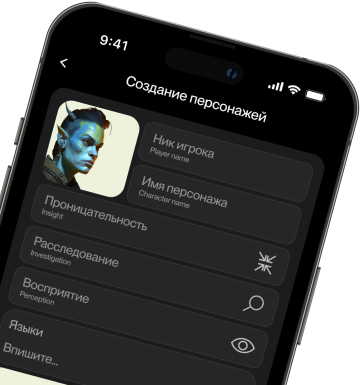 9:41
Создание персонажей
Ник игрока
Player name
Имя персонажа
Character name
Проницательность
Insight
Расследование
Investigation
Восприятие
Perception
Языки
Впишите...